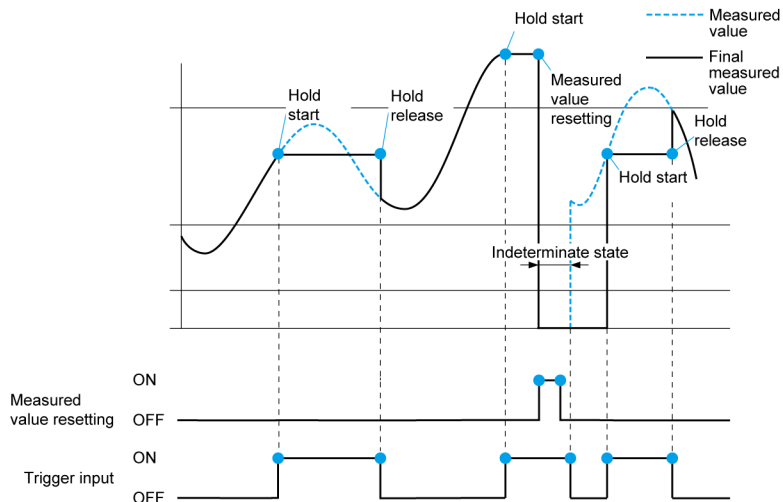 Hold start
Measured
value
Final
measured
value
Hold
start
Hold
release
Measured
value
resetting
Hold
release
Hold start
Indeterminate state
Measured
value resetting
ON
OFF
Trigger input
ON
OFF